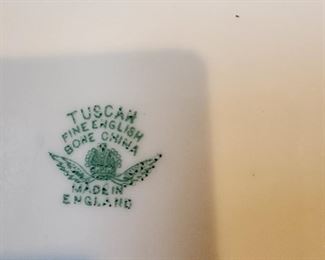 TUSCAN
FINE ENGLISH
BONE CHINA
MADE IN
ENGLAND